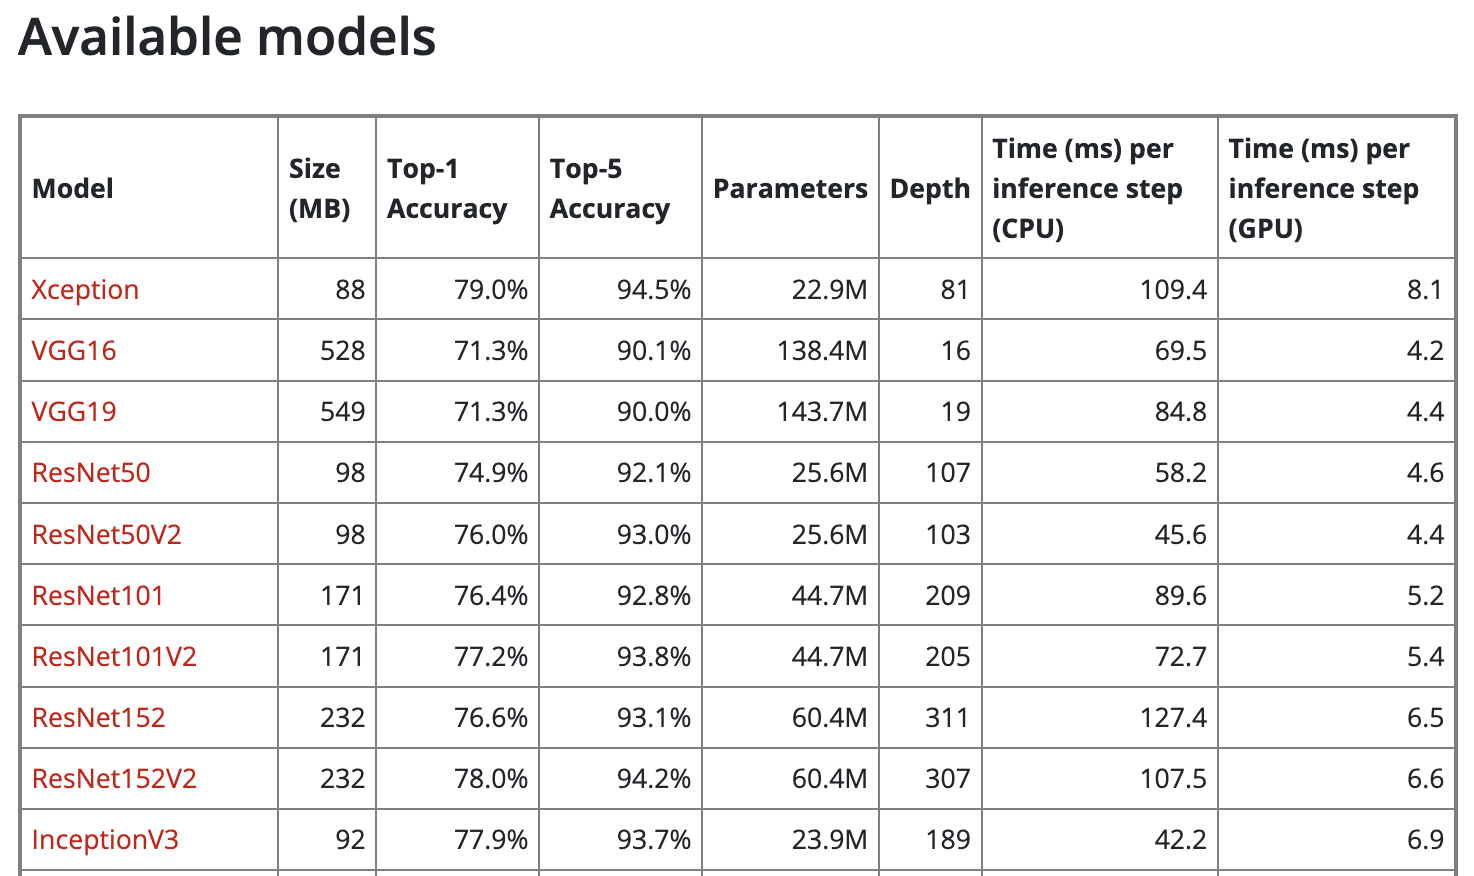 Available models
Model Size (MB) Top-1 Accuracy Top-5 Accuracy Parameters Depth Time (ms) per inference step (CPU) Time (ms) per inference step (GPU)
Xception 88 79.0% 94.5% 22.9M 81 109.4 8.1
VGG16 528 71.3% 90.1% 138.4M 16 69.5 4.2
VGG19 549 71.3% 90.0% 143.7M 19 84.8 4.4
ResNet50 98 74.9% 92.1% 25.6M 107 58.2 4.6
ResNet50V2 98 76.0% 93.0% 25.6M 103 45.6 4.4
ResNet101 171 76.4% 92.8% 44.7M 209 89.6 5.2
ResNet101V2 171 77.2% 93.8% 44.7M 205 72.7 5.4
ResNet152 232 76.6% 93.1% 60.4M 311 127.4 6.5
ResNet152V2 232 78.0% 94.2% 60.4M 307 107.5 6.6
InceptionV3 92 77.9% 93.7% 23.9M 189 42.2 6.9